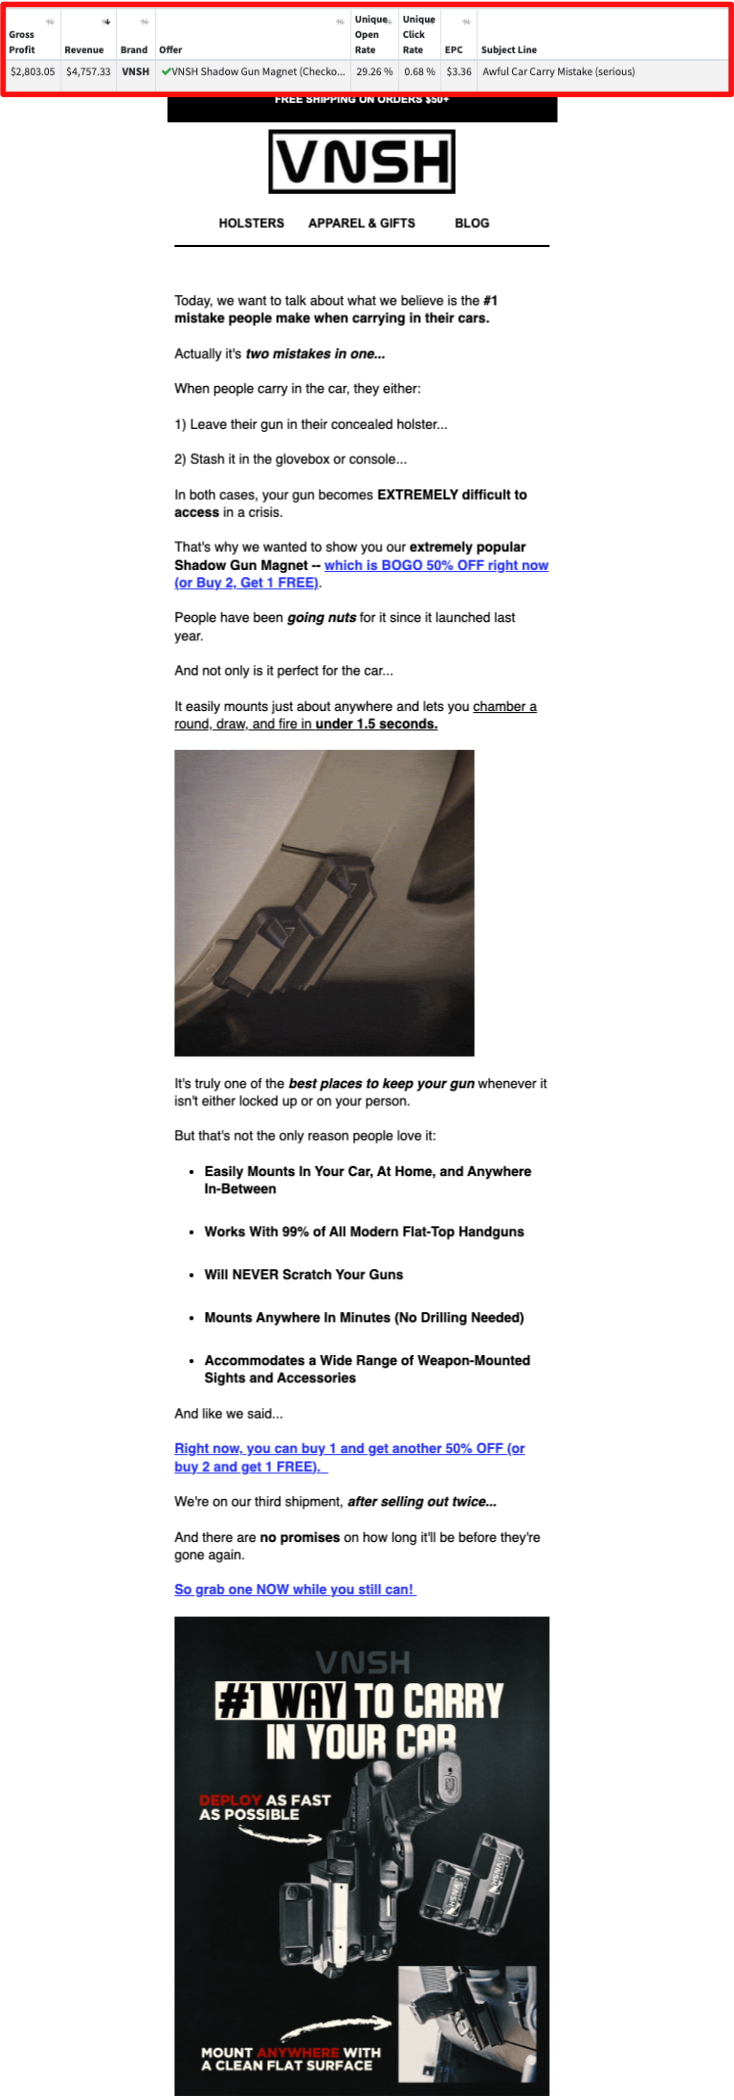 Gross Profit Revenue Brand Offer Unique Open Rate Unique Click Rate EPC Subject Line
$2,803.05 $4,757.33 VNSH VNSH Shadow Gun Magnet (Checko... 29.26 % 0.68 % $3.36 Awful Car Carry Mistake (serious)
FREE SHIPPING ON ORDERS $50+
VNSH
HOLSTERS APPAREL & GIFTS BLOG
Today, we want to talk about what we believe is the #1
mistake people make when carrying in their cars.
Actually it's two mistakes in one...
When people carry in the car, they either:
1) Leave their gun in their concealed holster...
2) Stash it in the glovebox or console...
In both cases, your gun becomes EXTREMELY difficult to
access in a crisis.
That's why we wanted to show you our extremely popular
Shadow Gun Magnet -- which is BOGO 50% OFF right now
(or Buy 2, Get 1 FREE).
People have been going nuts for it since it launched last
year.
And not only is it perfect for the car...
It easily mounts just about anywhere and lets you chamber a
round, draw, and fire in under 1.5 seconds.
It's truly one of the best places to keep your gun whenever it
isn't either locked up or on your person.
But that's not the only reason people love it:
• Easily Mounts In Your Car, At Home, and Anywhere
In-Between
• Works With 99% of All Modern Flat-Top Handguns
• Will NEVER Scratch Your Guns
• Mounts Anywhere In Minutes (No Drilling Needed)
• Accommodates a Wide Range of Weapon-Mounted
Sights and Accessories
And like we said...
Right now, you can buy 1 and get another 50% OFF (or
buy 2 and get 1 FREE).
We're on our third shipment, after selling out twice...
And there are no promises on how long it'll be before they're
gone again.
So grab one NOW while you still can!
VNSH
#1 WAY TO CARRY
IN YOUR CAR
DEPLOY AS FAST
AS POSSIBLE
VNSH
VNSH
MOUNT ANYWHERE WITH
A CLEAN FLAT SURFACE